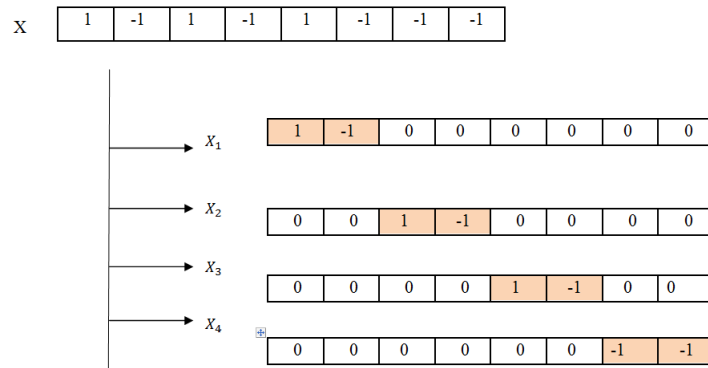 X 1 -1 1 -1 1 -1 -1 -1
X₁ 1 -1 0 0 0 0 0 0
X₂ 0 0 1 -1 0 0 0 0
X₃ 0 0 0 0 1 -1 0 0
X₄ 0 0 0 0 0 0 -1 -1